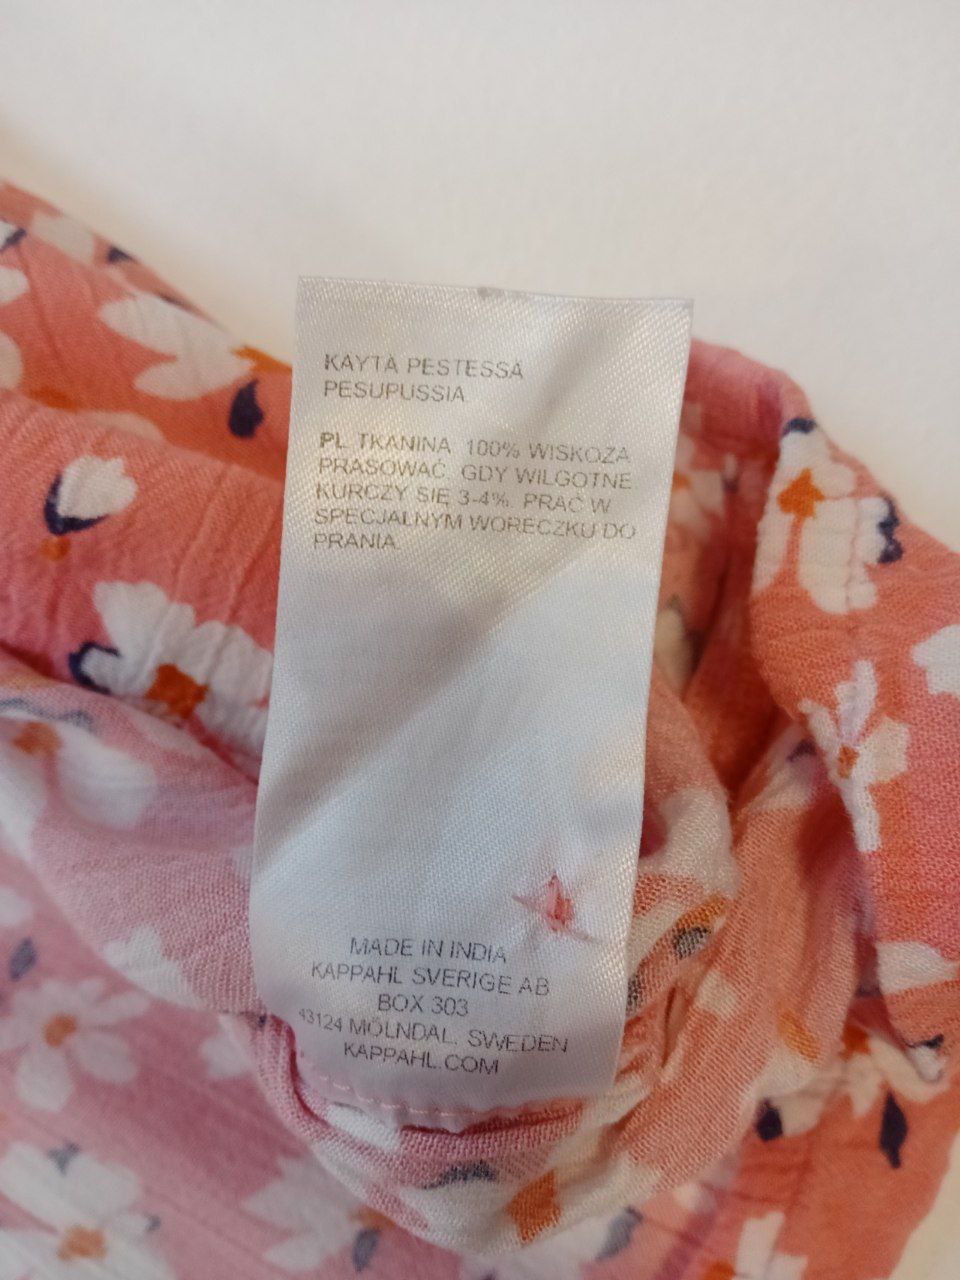 KÄYTÄ PESTESSÄ
PESUPUSSIA.
PL TKANINA 100% WISKOZA
PRASOWAĆ GDY WILGOTNE.
KURCZY SIĘ 3-4%. PRAĆ W
SPECJALNYM WORECZKU DO
PRANIA.
MADE IN INDIA
KAPPAHL SVERIGE AB
BOX 303
43124 MÖLNDAL, SWEDEN
KAPPAHL.COM